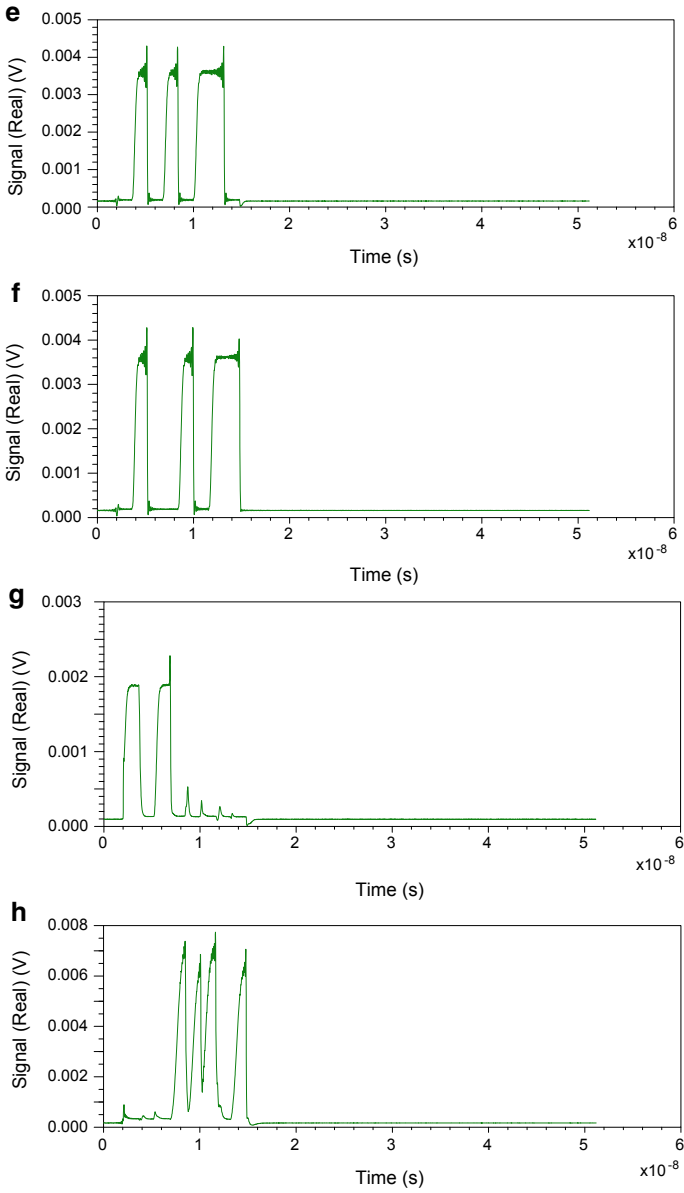 e
Signal (Real) (V)
0.005
0.004
0.003
0.002
0.001
0.000
0 1 2 3 4 5 6
x10-8
Time (s)
f
Signal (Real) (V)
0.005
0.004
0.003
0.002
0.001
0.000
0 1 2 3 4 5 6
x10-8
Time (s)
g
Signal (Real) (V)
0.003
0.002
0.001
0.000
0 1 2 3 4 5 6
x10-8
Time (s)
h
Signal (Real) (V)
0.008
0.006
0.004
0.002
0.000
0 1 2 3 4 5 6
x10-8
Time (s)